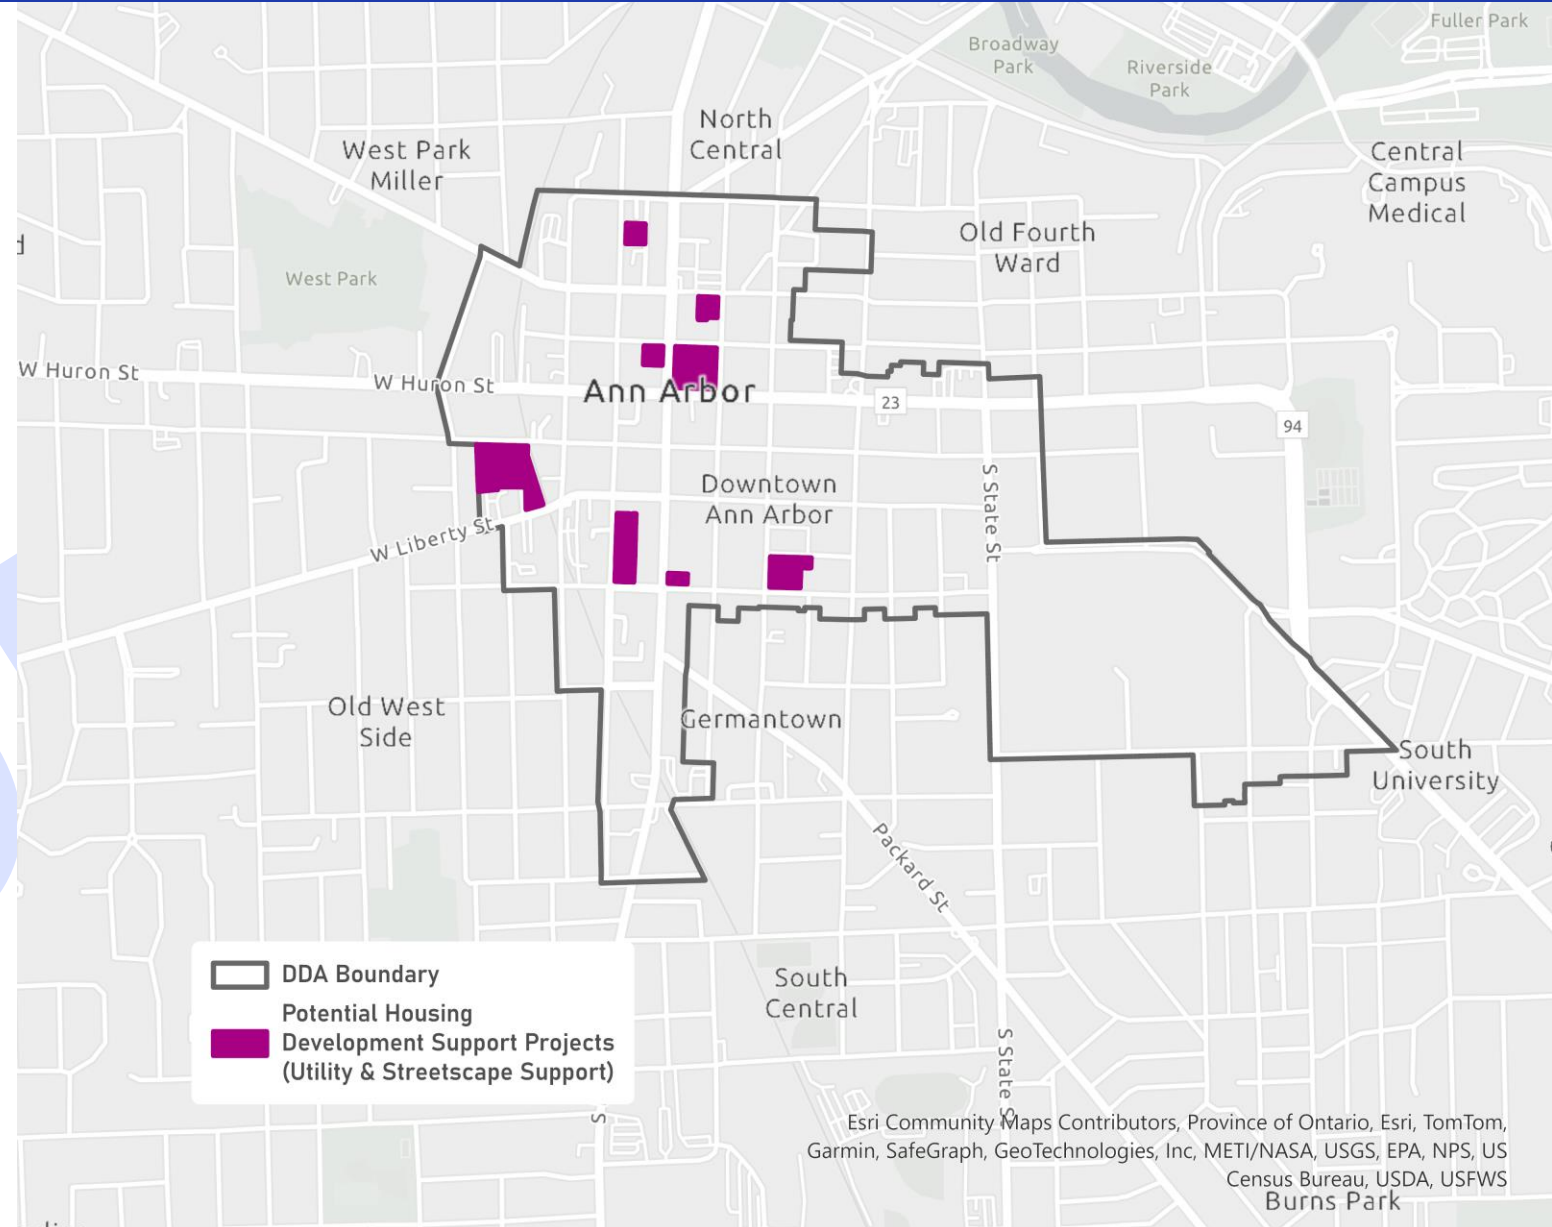 Fuller Park
Broadway
Park
Riverside
Park
North
Central
West Park
Miller
Central
Campus
Medical
Old Fourth
Ward
d
West Park
W Huron St
W Huron St
Ann Arbor
23
94
Downtown
Ann Arbor
S State St
W Liberty St
Old West
Side
Germantown
South
University
Packard St
South
Central
DDA Boundary
Potential Housing
Development Support Projects
(Utility & Streetscape Support)
S State S
S
Esri Community Maps Contributors, Province of Ontario, Esri, TomTom,
Garmin, SafeGraph, GeoTechnologies, Inc, METI/NASA, USGS, EPA, NPS, US
Census Bureau, USDA, USFWS
Burns Park